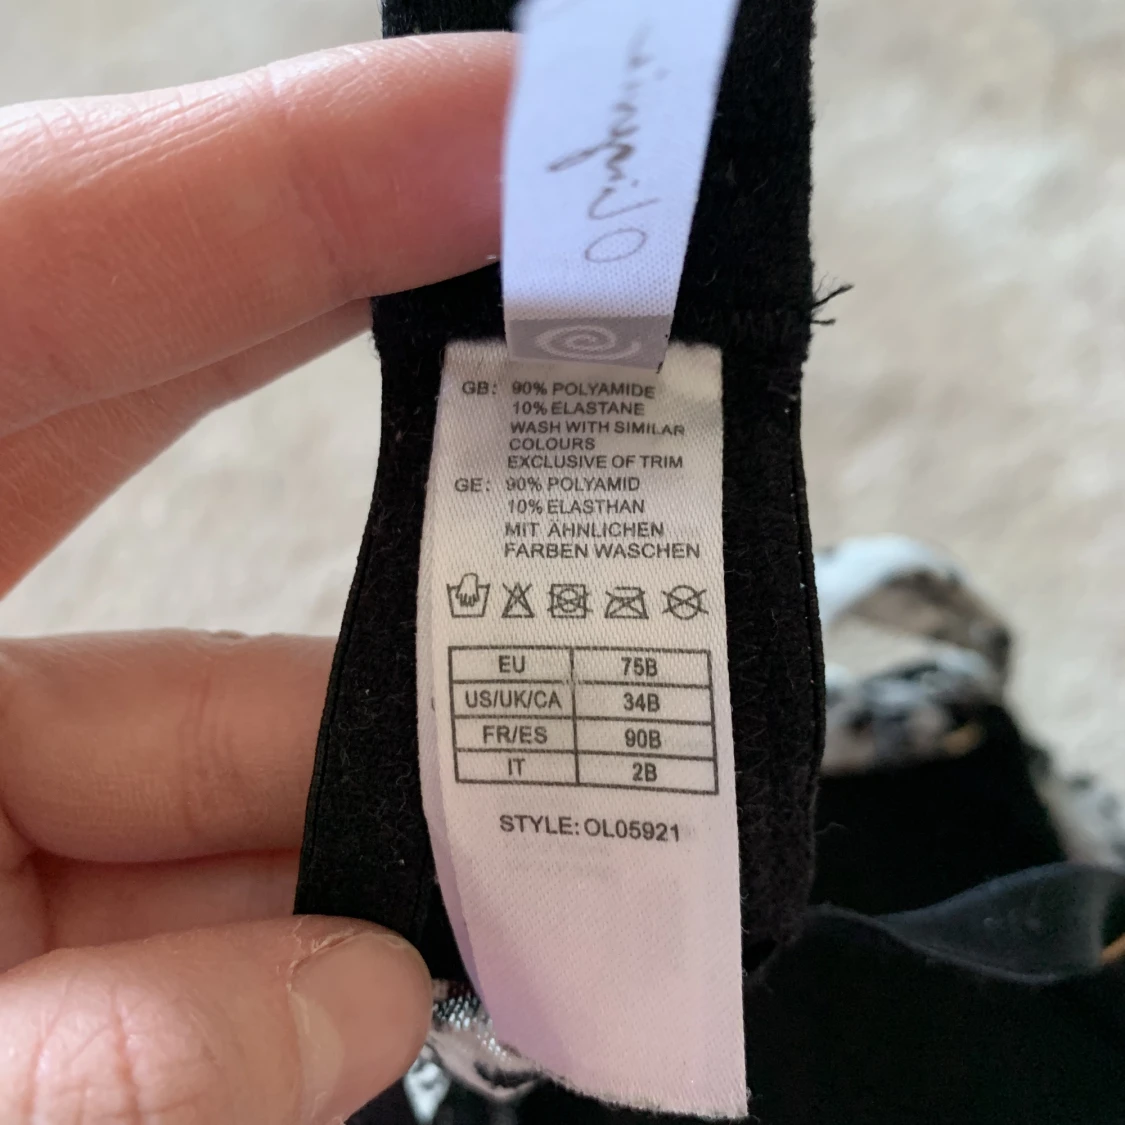 GB: 90% POLYAMIDE
10% ELASTANE
WASH WITH SIMILAR
COLOURS
EXCLUSIVE OF TRIM
GE: 90% POLYAMID
10% ELASTHAN
MIT ÄHNLICHEN
FARBEN WASCHEN
EU 75B
US/UK/CA 34B
FR/ES 90B
IT 2B
STYLE: OL05921